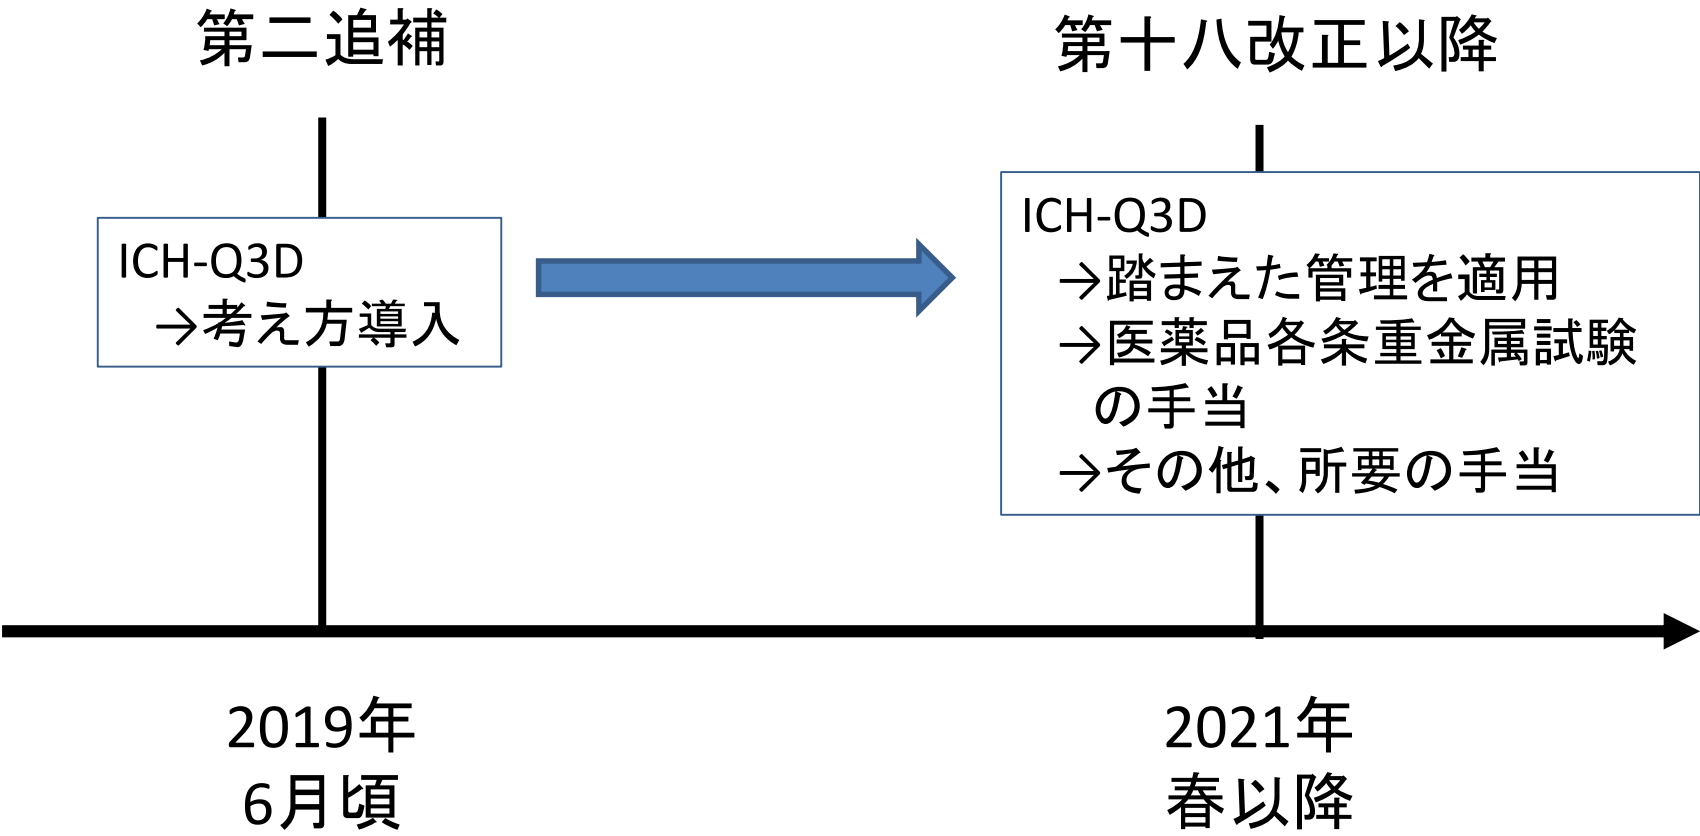 第二追補
第十八改正以降
ICH-Q3D
→考え方導入
ICH-Q3D
→踏まえた管理を適用
→医薬品各条重金属試験
の手当
→その他、所要の手当
2019年
6月頃
2021年
春以降